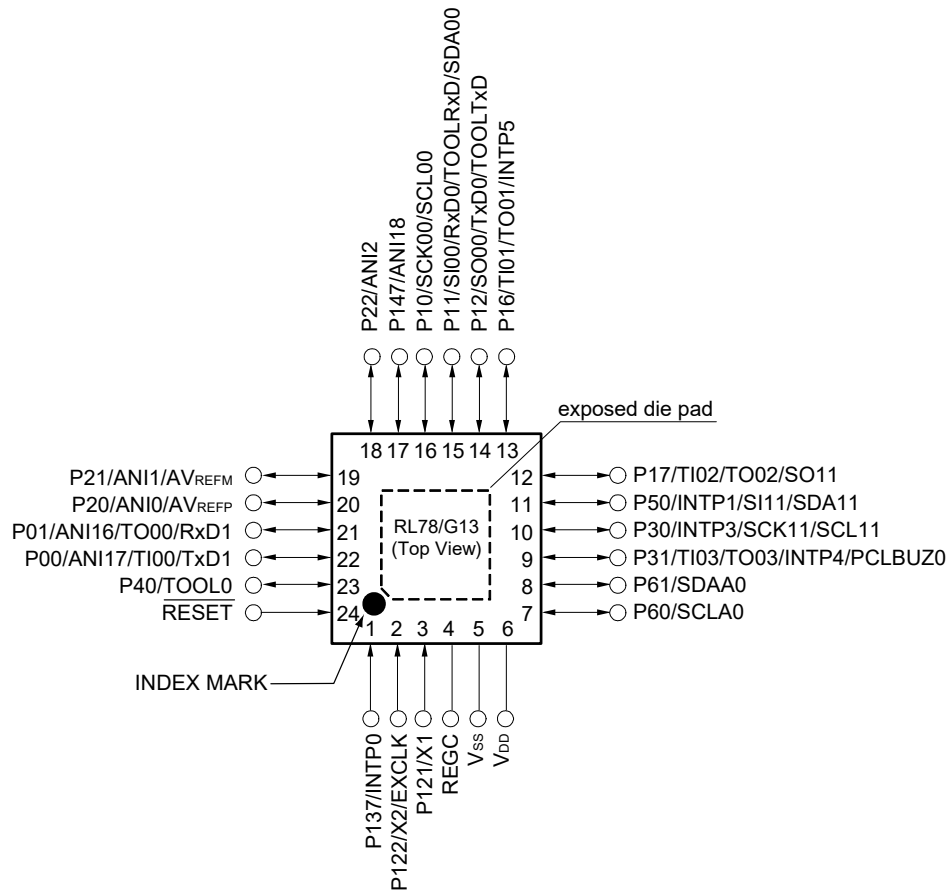 P22/ANI2
P147/ANI18
P10/SCK00/SCL00
P11/SI00/RxD0/TOOLRxD/SDA00
P12/SO00/TxD0/TOOLTxD
P16/TI01/TO01/INTP5
exposed die pad
18 17 16 15 14 13
P21/ANI1/AVREFM 19
P20/ANI0/AVREFP 20
P01/ANI16/TO00/RxD1 21
P00/ANI17/TI00/TxD1 22
P40/TOOL0 23
RESET 24
RL78/G13
(Top View)
12 P17/TI02/TO02/SO11
11 P50/INTP1/SI11/SDA11
10 P30/INTP3/SCK11/SCL11
9 P31/TI03/TO03/INTP4/PCLBUZ0
8 P61/SDAA0
7 P60/SCLA0
1 2 3 4 5 6
INDEX MARK
P137/INTP0
P122/X2/EXCLK
P121/X1
REGC
VSS
VDD